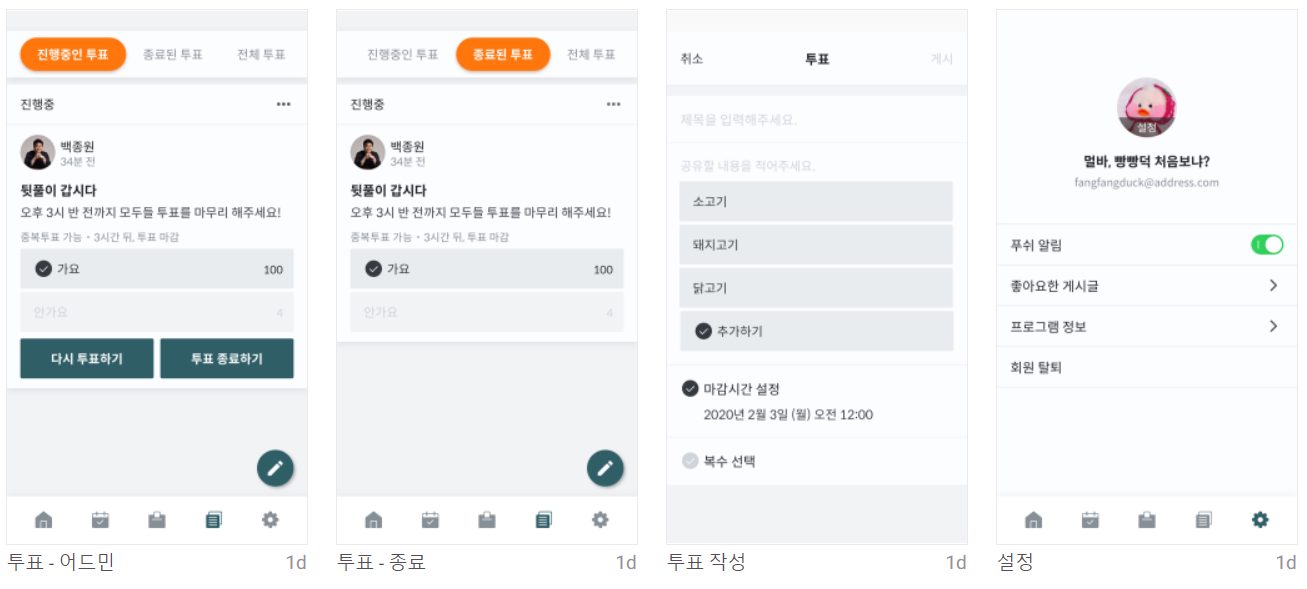 진행중인 투표 종료된 투표 전체 투표
진행중
백종원
34분 전
뒷풀이 갑시다
오후 3시 반 전까지 모두들 투표를 마무리 해주세요!
중복투표 가능 • 3시간 뒤, 투표 마감
가요 100
안가요 4
다시 투표하기 투표 종료하기
투표 - 어드민 1d
진행중인 투표 종료된 투표 전체 투표
진행중
백종원
34분 전
뒷풀이 갑시다
오후 3시 반 전까지 모두들 투표를 마무리 해주세요!
중복투표 가능 • 3시간 뒤, 투표 마감
가요 100
안가요 4
투표 - 종료 1d
취소 투표 게시
제목을 입력해주세요.
공유할 내용을 적어주세요.
소고기
돼지고기
닭고기
추가하기
마감시간 설정
2020년 2월 3일 (월) 오전 12:00
복수 선택
투표 작성 1d
설정
멀바, 빵빵덕 처음보냐?
fangfangduck@address.com
푸쉬 알림
좋아요한 게시글
프로그램 정보
회원 탈퇴
설정 1d